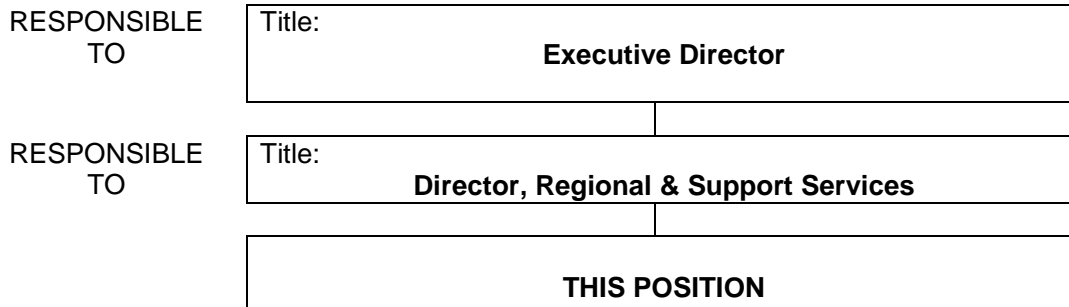 RESPONSIBLE
TO
Title:
Executive Director
RESPONSIBLE
TO
Title:
Director, Regional & Support Services
THIS POSITION